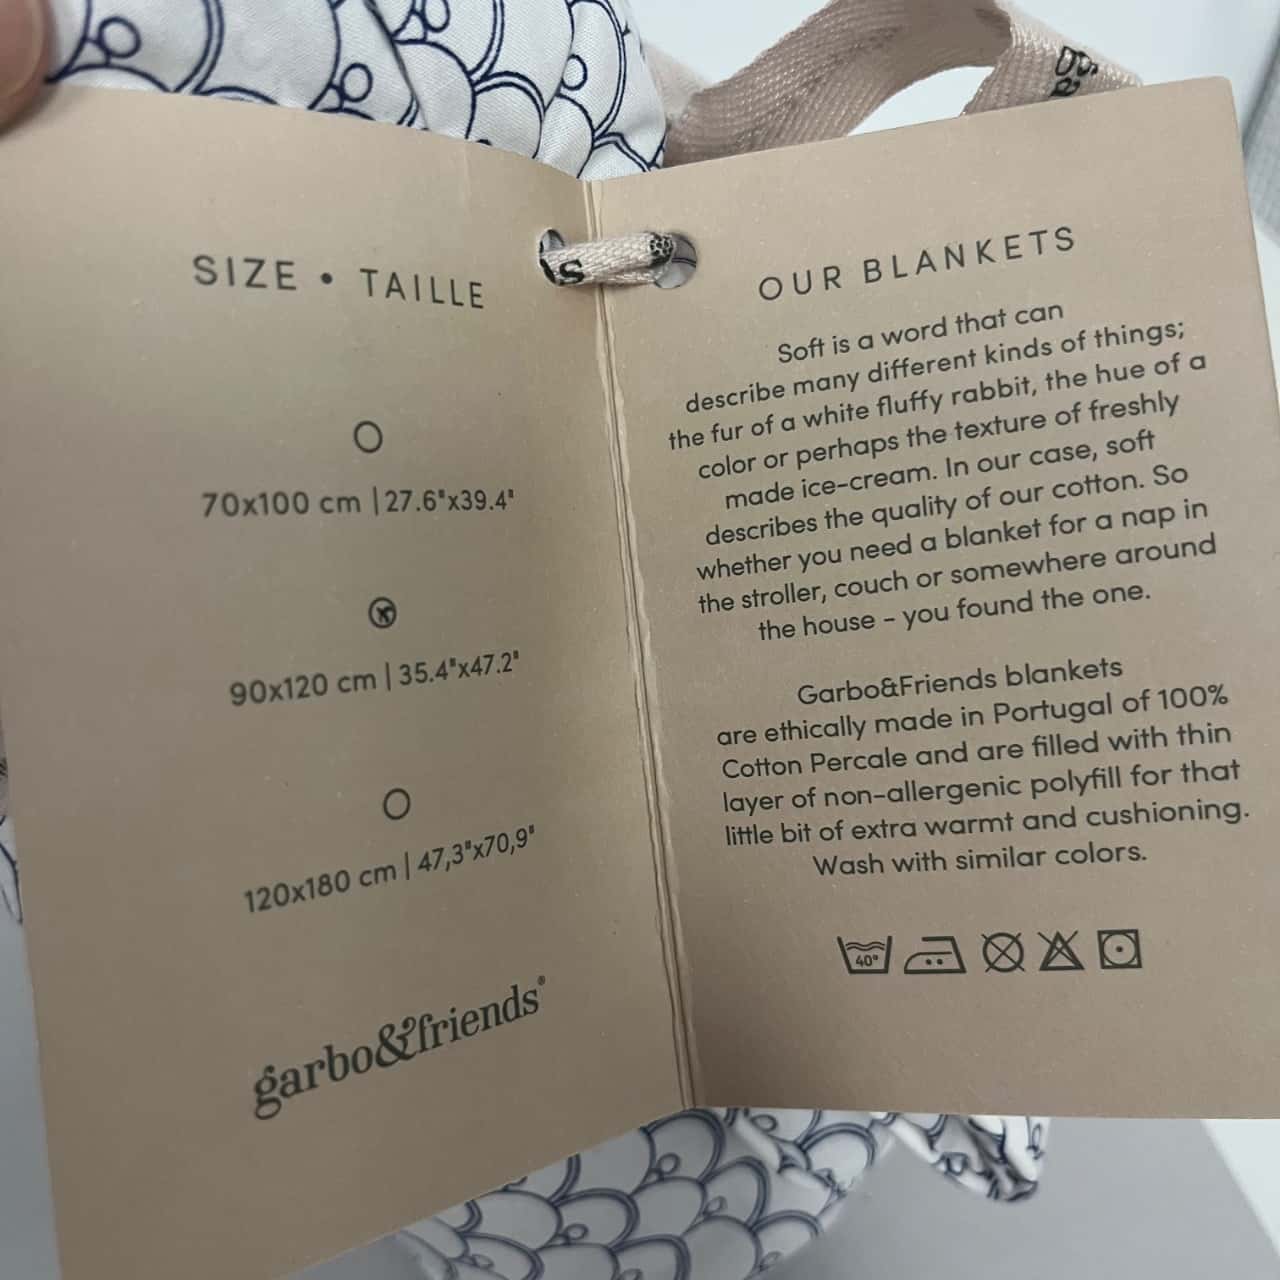 SIZE • TAILLE
70x100 cm | 27.6"x39.4"
90x120 cm | 35.4"x47.2"
120x180 cm | 47,3"x70,9"
garbo&friends®
OUR BLANKETS
Soft is a word that can
describe many different kinds of things;
the fur of a white fluffy rabbit, the hue of a
color or perhaps the texture of freshly
made ice-cream. In our case, soft
describes the quality of our cotton. So
whether you need a blanket for a nap in
the stroller, couch or somewhere around
the house - you found the one.
Garbo&Friends blankets
are ethically made in Portugal of 100%
Cotton Percale and are filled with thin
layer of non-allergenic polyfill for that
little bit of extra warmt and cushioning.
Wash with similar colors.
40°